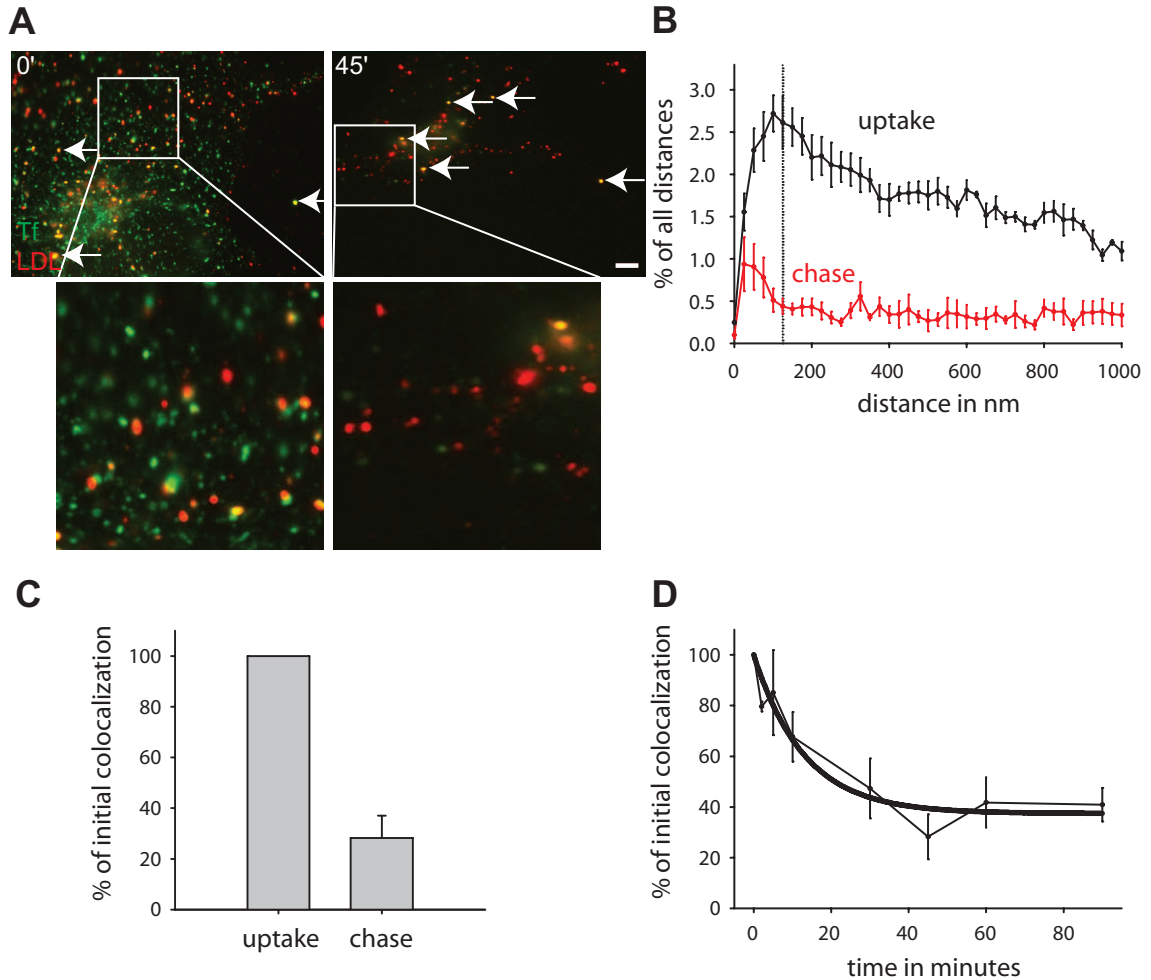 A
0'
Tf
LDL
45'
B
% of all distances
3.0
2.5
2.0
1.5
1.0
0.5
0.0
uptake
chase
0 200 400 600 800 1000
distance in nm
C
% of initial colocalization
100
80
60
40
20
0
uptake chase
D
% of initial colocalization
100
80
60
40
20
0
0 20 40 60 80
time in minutes